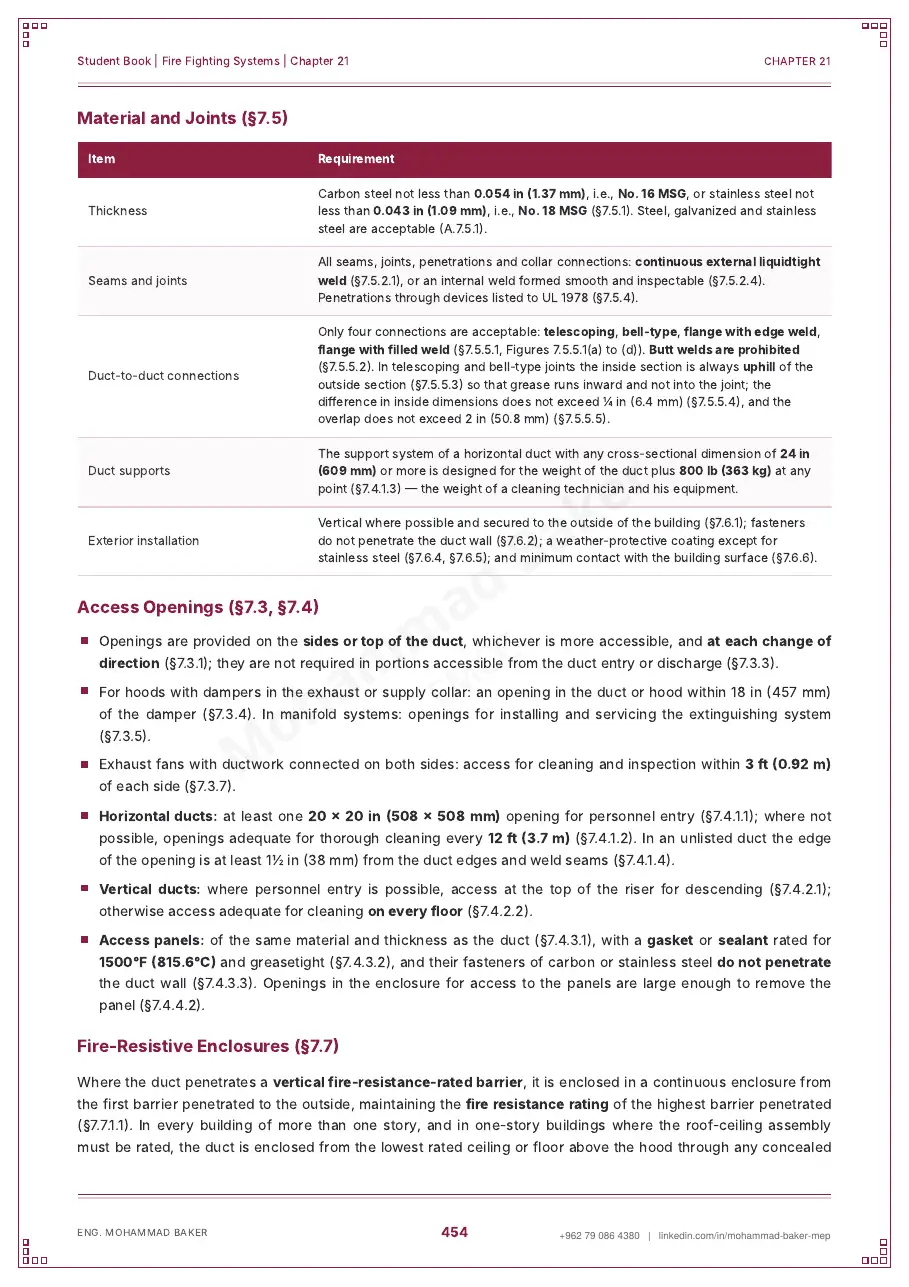 Student Book | Fire Fighting Systems | Chapter 21
CHAPTER 21
Material and Joints (§7.5)
Item
Requirement
Thickness
Carbon steel not less than 0.054 in (1.37 mm), i.e., No. 16 MSG, or stainless steel not
less than 0.043 in (1.09 mm), i.e., No. 18 MSG (§7.5.1). Steel, galvanized and stainless
steel are acceptable (A.7.5.1).
Seams and joints
All seams, joints, penetrations and collar connections: continuous external liquidtight
weld (§7.5.2.1), or an internal weld formed smooth and inspectable (§7.5.2.4).
Penetrations through devices listed to UL 1978 (§7.5.4).
Duct-to-duct connections
Only four connections are acceptable: telescoping, bell-type, flange with edge weld,
flange with filled weld (§7.5.5.1, Figures 7.5.5.1(a) to (d)). Butt welds are prohibited
(§7.5.5.2). In telescoping and bell-type joints the inside section is always uphill of the
outside section (§7.5.5.3) so that grease runs inward and not into the joint; the
difference in inside dimensions does not exceed ¼ in (6.4 mm) (§7.5.5.4), and the
overlap does not exceed 2 in (50.8 mm) (§7.5.5.5).
Duct supports
The support system of a horizontal duct with any cross-sectional dimension of 24 in
(609 mm) or more is designed for the weight of the duct plus 800 lb (363 kg) at any
point (§7.4.1.3) — the weight of a cleaning technician and his equipment.
Exterior installation
Vertical where possible and secured to the outside of the building (§7.6.1); fasteners
do not penetrate the duct wall (§7.6.2); a weather-protective coating except for
stainless steel (§7.6.4, §7.6.5); and minimum contact with the building surface (§7.6.6).
Access Openings (§7.3, §7.4)
Openings are provided on the sides or top of the duct, whichever is more accessible, and at each change of
direction (§7.3.1); they are not required in portions accessible from the duct entry or discharge (§7.3.3).
For hoods with dampers in the exhaust or supply collar: an opening in the duct or hood within 18 in (457 mm)
of the damper (§7.3.4). In manifold systems: openings for installing and servicing the extinguishing system
(§7.3.5).
Exhaust fans with ductwork connected on both sides: access for cleaning and inspection within 3 ft (0.92 m)
of each side (§7.3.7).
Horizontal ducts: at least one 20 × 20 in (508 × 508 mm) opening for personnel entry (§7.4.1.1); where not
possible, openings adequate for thorough cleaning every 12 ft (3.7 m) (§7.4.1.2). In an unlisted duct the edge
of the opening is at least 1½ in (38 mm) from the duct edges and weld seams (§7.4.1.4).
Vertical ducts: where personnel entry is possible, access at the top of the riser for descending (§7.4.2.1);
otherwise access adequate for cleaning on every floor (§7.4.2.2).
Access panels: of the same material and thickness as the duct (§7.4.3.1), with a gasket or sealant rated for
1500°F (815.6°C) and greasetight (§7.4.3.2), and their fasteners of carbon or stainless steel do not penetrate
the duct wall (§7.4.3.3). Openings in the enclosure for access to the panels are large enough to remove the
panel (§7.4.4.2).
Fire-Resistive Enclosures (§7.7)
Where the duct penetrates a vertical fire-resistance-rated barrier, it is enclosed in a continuous enclosure from
the first barrier penetrated to the outside, maintaining the fire resistance rating of the highest barrier penetrated
(§7.7.1.1). In every building of more than one story, and in one-story buildings where the roof-ceiling assembly
must be rated, the duct is enclosed from the lowest rated ceiling or floor above the hood through any concealed
ENG. MOHAMMAD BAKER
454
+962 79 086 4380 | linkedin.com/in/mohammad-baker-mep